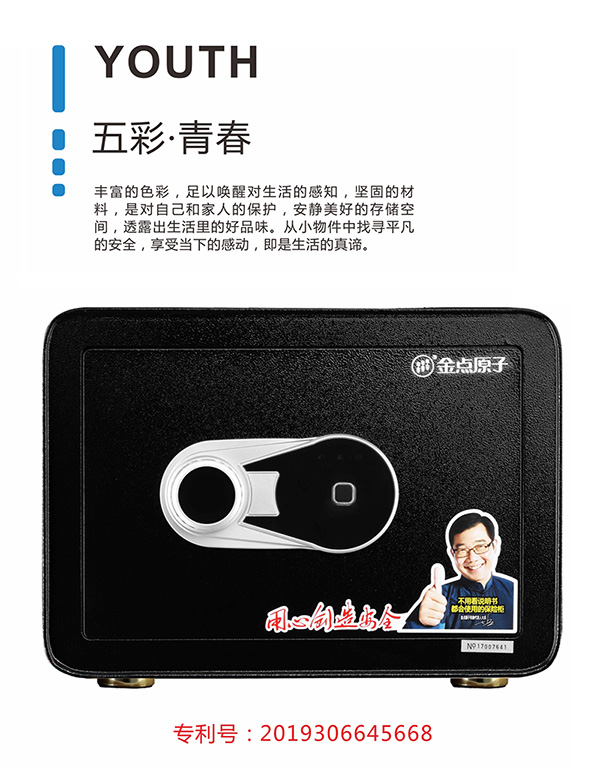 YOUTH
五彩·青春
丰富的色彩，足以唤醒对生活的感知，坚固的材
料，是对自己和家人的保护，安静美好的存储空
间，透露出生活里的好品味。从小物件中找寻平凡
的安全，享受当下的感动，即是生活的真谛。
金点原子
不用看说明书
都会使用的保险柜
用心创造安全
Nº17007641
专利号：2019306645668